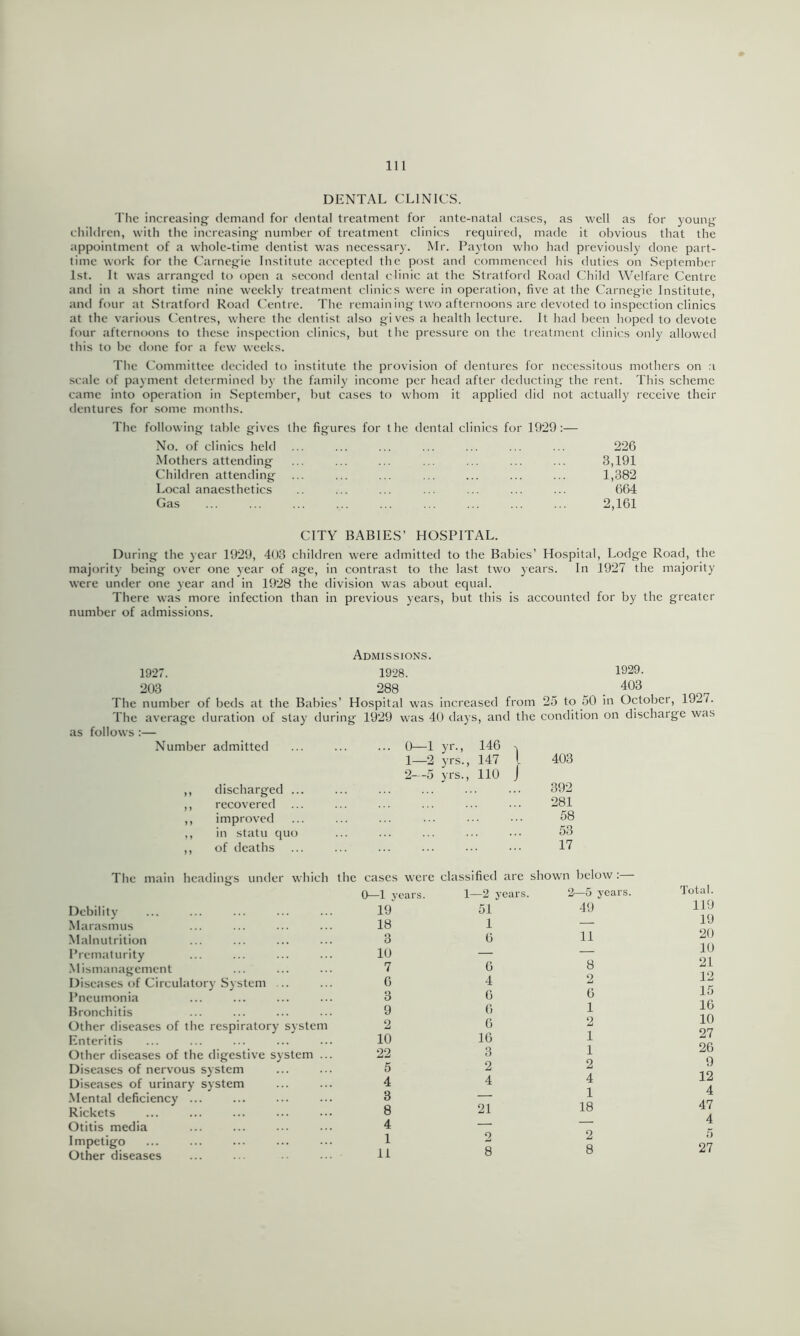 111
DENTAL CLINICS.
The increasing demand for dental treatment for ante-natal cases, as well as for young
children, with the increasing number of treatment clinics required, made it obvious that the
appointment of a whole-time dentist was necessary. Mr. Payton who had previously done part-
time work for the Carnegie Institute accepted the post and commenced his duties on September
1st. It was arranged to open a second dental clinic at the Stratford Road Child Welfare Centre
and in a short time nine weekly treatment clinics were in operation, five at the Carnegie Institute,
and four at Stratford Road Centre. The remaining two afternoons are devoted to inspection clinics
at the various Centres, where the dentist also gives a health lecture. It had been hoped to devote
four afternoons to these inspection clinics, but the pressure on the treatment clinics only allowed
this to be done for a few weeks.
The Committee decided to institute the provision of dentures for necessitous mothers on a
scale of payment determined by the family income per head after deducting the rent. This scheme
came into operation in September, but cases to whom it applied did not actually receive their
dentures for some months.
The following table gives the figures for the dental clinics for 1929:—
No. of clinics held ... ... ... ... ... ... ... 226
Mothers attending ... ... ... ... ... ... ... 3,191
Children attending ... ... ... ... ... ... ... 1,382
Local anaesthetics .. ... ... ... ... ... ... 664
Gas ... ... ... ... ... ... ... ... ... 2,161
CITY BABIES' HOSPITAL.
During the year 1929, 403 children were admitted to the Babies' Hospital, Lodge Road, the
majority being over one year of age, in contrast to the last two years. In 1927 the majority
were under one year and in 1928 the division was about equal.
There was more infection than in previous years, but this is accounted for by the greater
number of admissions.
ADMISSIONS.
1927. 1928. 1929.
203 288 403
The number of beds at the Babies' Hospital was increased from 25 to 50 in October, 1927.
The average duration of stay during 1929 was 40 days, and the condition on discharge was
as follows:—
Number admitted ... ... ... 0—1 yr., 146
1—2 yrs., 147 } 403
2--5 yrs., 110
,, discharged ... ... ... ... ... ... 392
,, recovered ... ... ... ... ... ... 281
,, improved ... ... ... ... ... ... 58
,, in statu quo ... ... ... ... ... 53
,, of deaths ... ... ... ... ... ... 17
The main headings under which the cases were classified are shown below:—
0—1 years. 1—2 years. 2—5 years. Total.
Debility ... ... ... ... ... 19 51 49 119
Marasmus ... ... ... ... 18 1 — 19
Malnutrition ... ... ... ... 3 6 11 20
Prematurity ... ... ... ... 10 — — 10
Mismanagement ... ... ... 7 6 8 21
Diseases of Circulatory System ... ... 6 4 2 12
Pneumonia ... ... ... ... 3 6 6 15
Bronchitis ... ... ... ... 9 6 1 16
Other diseases of the respiratory system 2 6 2 10
Enteritis ... ... ... ... ... 10 16 1 27
Other diseases of the digestive system ... 22 3 1 26
Diseases of nervous system ... ... 5 2 2 9
Diseases of urinary system ... ... 4 4 4 12
Mental deficiency ... ... ... ... 3 — 1 4
Rickets ... ... ... ... ... 8 21 18 47
Otitis media ... ... ... ... 4 — — 4
Impetigo ... ... ... ... ... 1 2 2 5
Other diseases ... ... .. ... 11 8 8 27